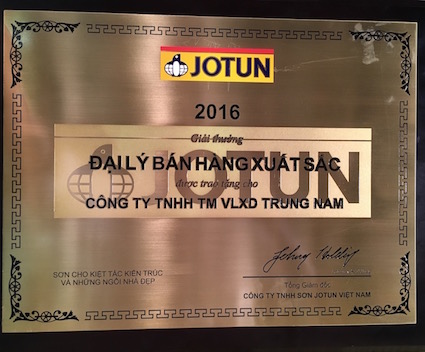 JOTUN
2016
Giải thưởng
ĐẠI LÝ BÁN HÀNG XUẤT SẮC
JOTUN
được trao tặng cho
CÔNG TY TNHH TM VLXD TRUNG NAM
SƠN CHO KIỆT TÁC KIẾN TRÚC
VÀ NHỮNG NGÔI NHÀ ĐẸP
Tổng Giám đốc
CÔNG TY TNHH SƠN JOTUN VIỆT NAM